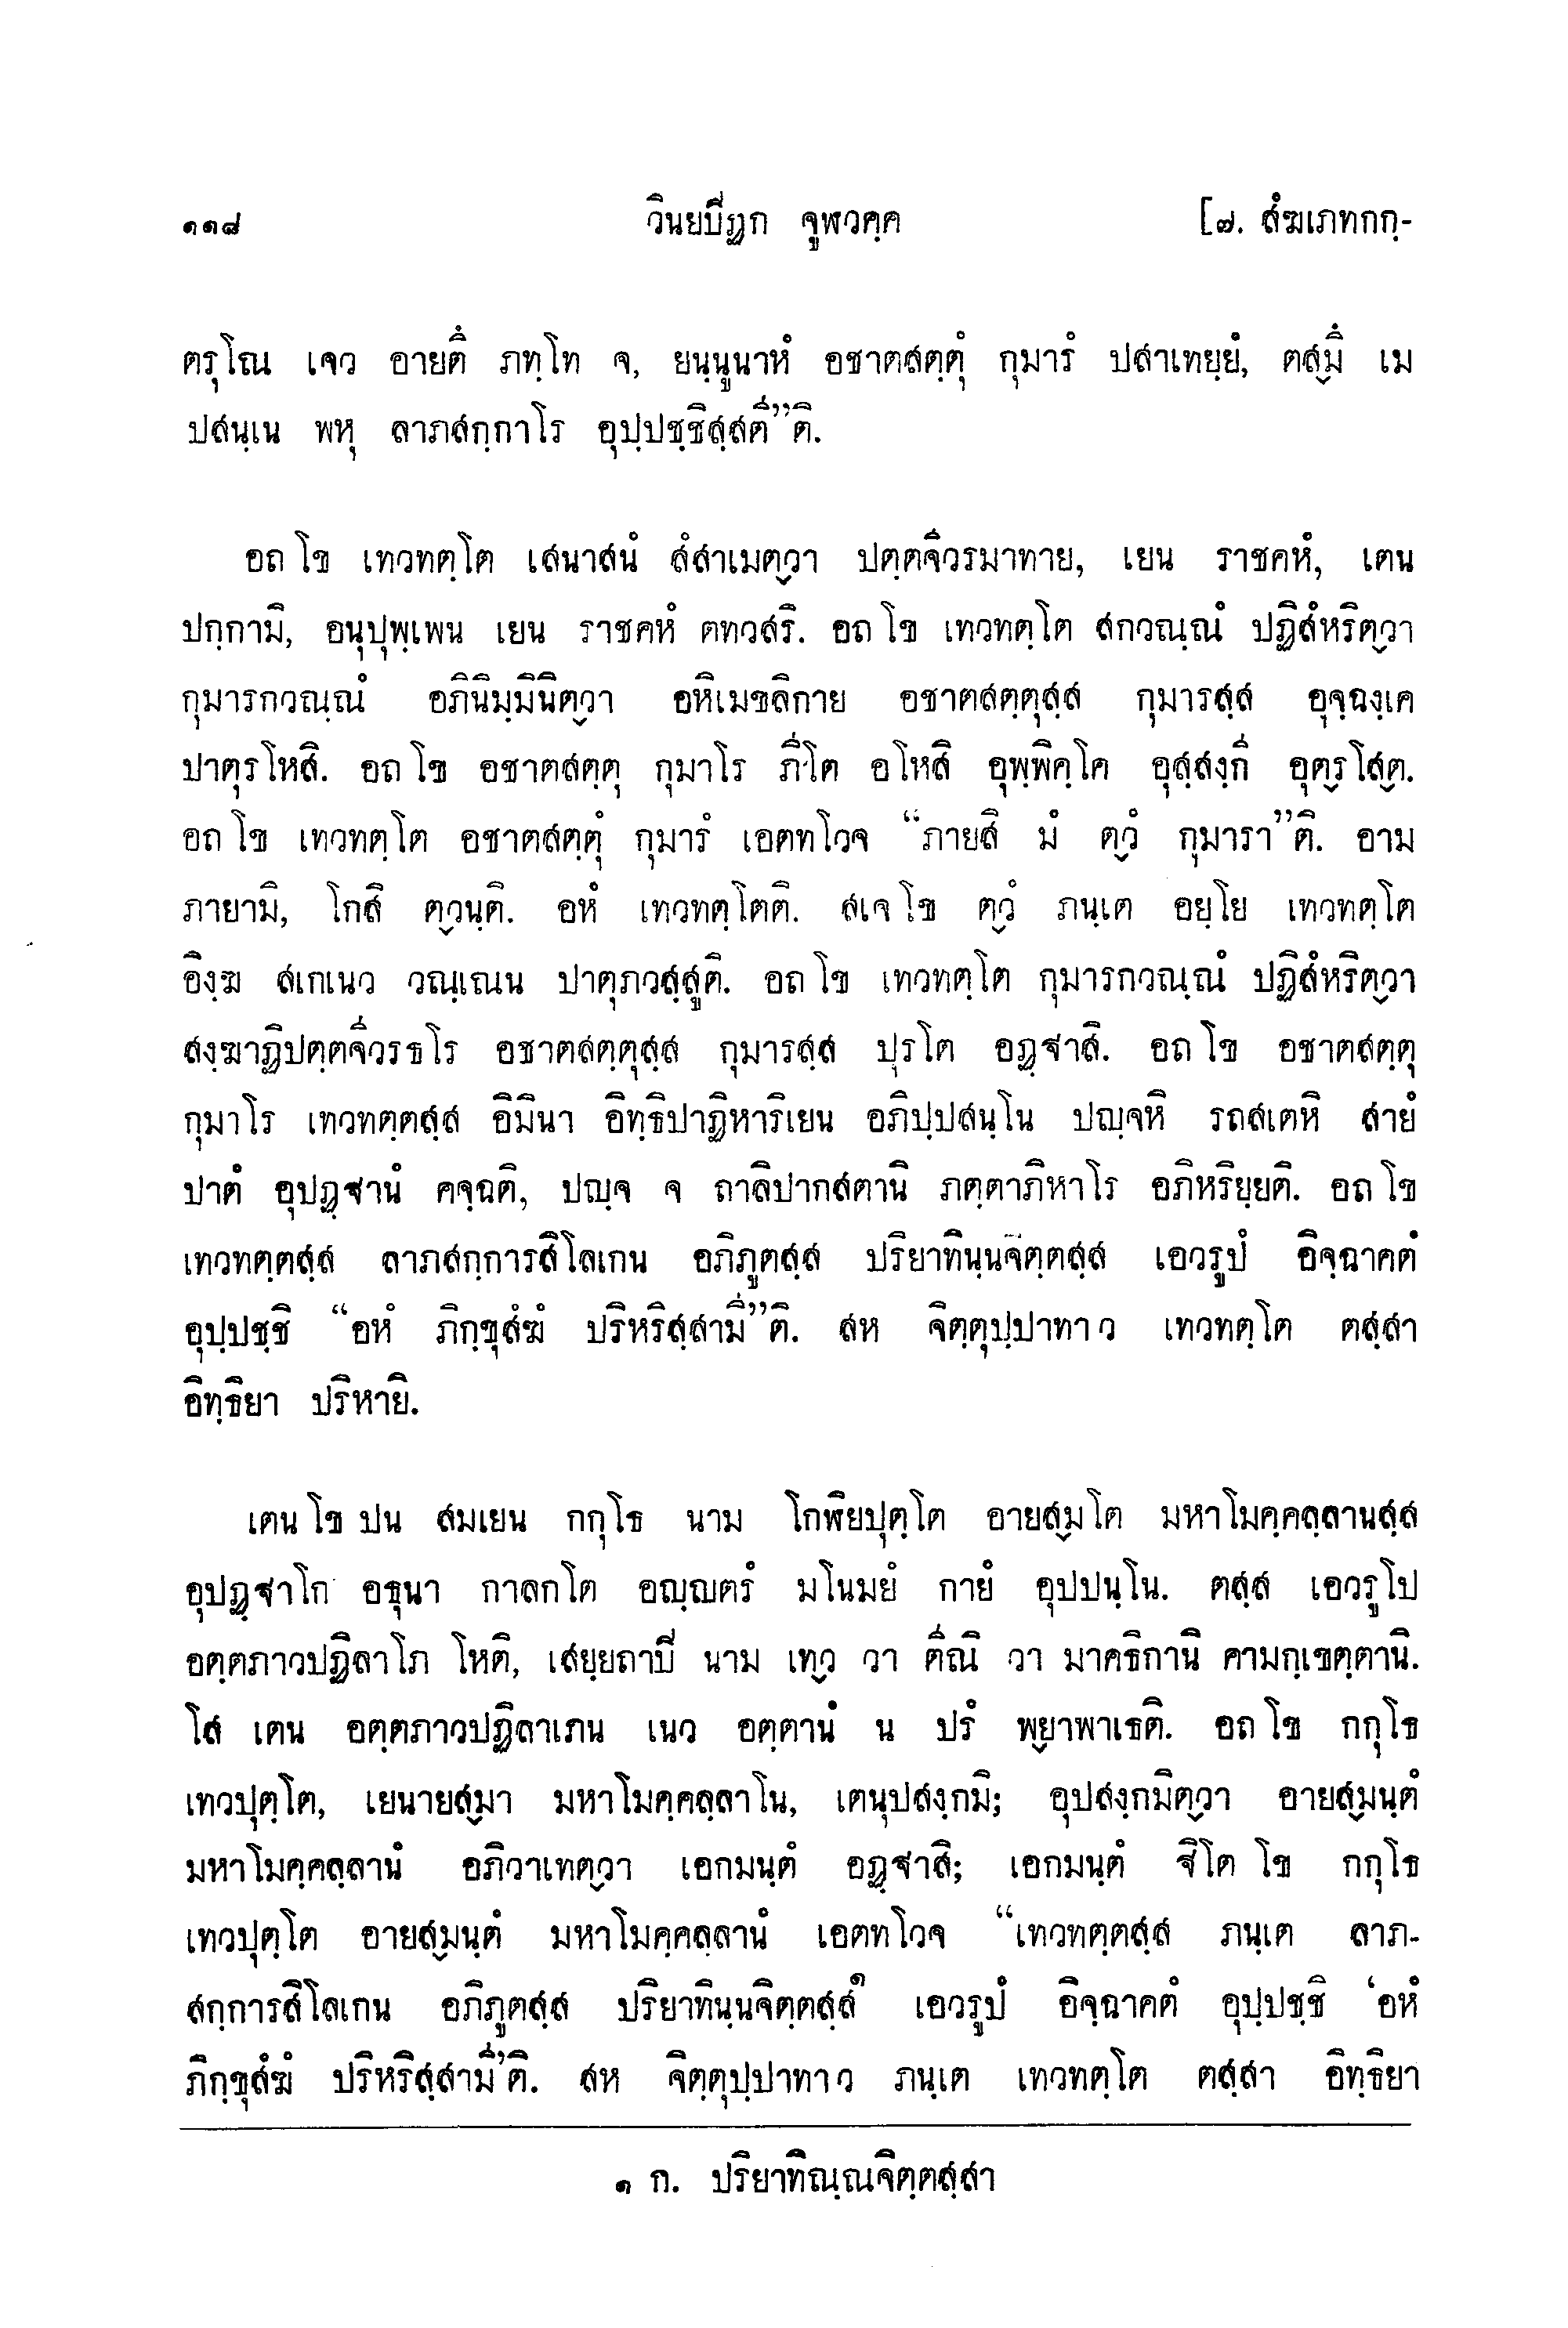 ๑๑๘ วินยปีฏก จูฬวคฺค [๗. สํฆเภทกกฺ-
ตรุโณ เจว อายตึ ภทฺโท จ, ยนฺนูนาหํ อชาตสตฺตุํ กุมารํ ปสาเทยฺยํ, ตสฺมึ เม
ปสนฺเน พหุ ลาภสกฺกาโร อุปฺปชฺชิสฺสตี”ติ.
อถ โข เทวทตฺโต เสนาสนํ สํสาเมตฺวา ปตฺตจีวรมาทาย, เยน ราชคหํ, เตน
ปกฺกามิ, อนุปุพฺเพน เยน ราชคหํ ตทวสริ. อถ โข เทวทตฺโต สกวณฺณํ ปฏิสํหริตฺวา
กุมารกวณฺณํ อภินิมฺมินิตฺวา อหิเมขลิกาย อชาตสตฺตุสฺส กุมารสฺส อุจฺฉงฺเค
ปาตุรโหสิ. อถ โข อชาตสตฺตุ กุมาโร ภีโต อโหสิ อุพฺพิคฺโค อุสฺสงฺกี อุตฺรโสฺต.
อถ โข เทวทตฺโต อชาตสตฺตุํ กุมารํ เอตทโวจ “ภายสิ มํ ตฺวํ กุมารา”ติ. อาม
ภายามิ, โกสิ ตฺวนฺติ. อหํ เทวทตฺโตติ. สเจ โข ตฺวํ ภนฺเต อยฺโย เทวทตฺโต
อิงฺฆ สเกเนว วณฺเณน ปาตุภวสฺสูติ. อถ โข เทวทตฺโต กุมารกวณฺณํ ปฏิสํหริตฺวา
สงฺฆาฏิปตฺตจีวรธโร อชาตสตฺตุสฺส กุมารสฺส ปุรโต อฏฺฐาสิ. อถ โข อชาตสตฺตุ
กุมาโร เทวทตฺตสฺส อิมินา อิทฺธิปาฏิหาริเยน อภิปฺปสนฺโน ปญฺจหิ รถสเตหิ สายํ
ปาตํ อุปฏฺฐานํ คจฺฉติ, ปญฺจ จ ถาลิปากสตานิ ภตฺตาภิหาโร อภิหริยฺยติ. อถ โข
เทวทตฺตสฺส ลาภสกฺการสิโลเกน อภิภูตสฺส ปริยาทินฺนจิตฺตสฺส เอวรูปํ อิจฺฉาคตํ
อุปฺปชฺชิ “อหํ ภิกฺขุสํฆํ ปริหริสฺสามี”ติ. สห จิตฺตุปฺปาทา ว เทวทตฺโต ตสฺสา
อิทฺธิยา ปริหายิ.
เตน โข ปน สมเยน กกุโธ นาม โกฬิยปุตฺโต อายสฺมโต มหาโมคฺคลฺลานสฺส
อุปฏฺฐาโก อธุนา กาลกโต อญฺญตรํ มโนมยํ กายํ อุปปนฺโน. ตสฺส เอวรูโป
อตฺตภาวปฏิลาโภ โหติ, เสยฺยถาปิ นาม เทฺว วา ตีณิ วา มาคธิกานิ คามกฺเขตฺตานิ.
โส เตน อตฺตภาวปฏิลาเภน เนว อตฺตานํ น ปรํ พฺยาพาเธติ. อถ โข กกุโธ
เทวปุตฺโต, เยนายสฺมา มหาโมคฺคลฺลาโน, เตนุปสงฺกมิ; อุปสงฺกมิตฺวา อายสฺมนฺตํ
มหาโมคฺคลฺลานํ อภิวาเทตฺวา เอกมนฺตํ อฏฺฐาสิ; เอกมนฺตํ ฐิโต โข กกุโธ
เทวปุตฺโต อายสฺมนฺตํ มหาโมคฺคลฺลานํ เอตทโวจ “เทวทตฺตสฺส ภนฺเต ลาภ-
สกฺการสิโลเกน อภิภูตสฺส ปริยาทินฺนจิตฺตสฺส๑ เอวรูปํ อิจฺฉาคตํ อุปฺปชฺชิ ‘อหํ
ภิกฺขุสํฆํ ปริหริสฺสามี’ติ. สห จิตฺตุปฺปาทา ว ภนฺเต เทวทตฺโต ตสฺสา อิทฺธิยา
๑ ก. ปริยาทิณฺณจิตฺตสฺสา